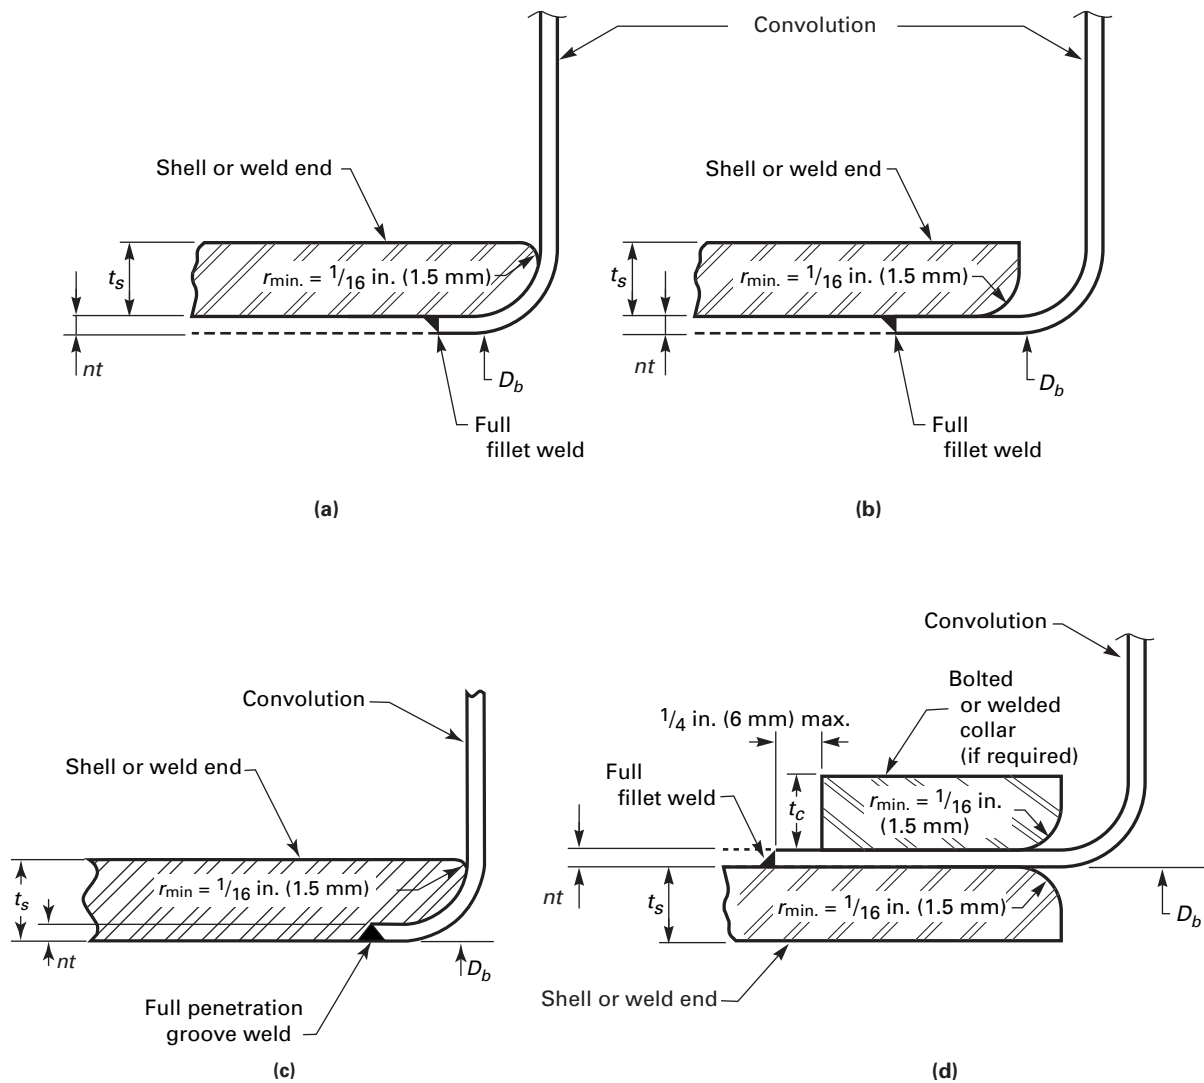 Convolution
Shell or weld end
t_s
r_min. = 1/16 in. (1.5 mm)
nt
D_b
Full
fillet weld
(a)
Shell or weld end
t_s
r_min. = 1/16 in. (1.5 mm)
nt
D_b
Full
fillet weld
(b)
Convolution
Shell or weld end
t_s
r_min = 1/16 in. (1.5 mm)
nt
D_b
Full penetration
groove weld
(c)
Convolution
Bolted
or welded
collar
(if required)
1/4 in. (6 mm) max.
Full
fillet weld
t_c
r_min. = 1/16 in.
(1.5 mm)
nt
t_s
r_min. = 1/16 in. (1.5 mm)
D_b
Shell or weld end
(d)